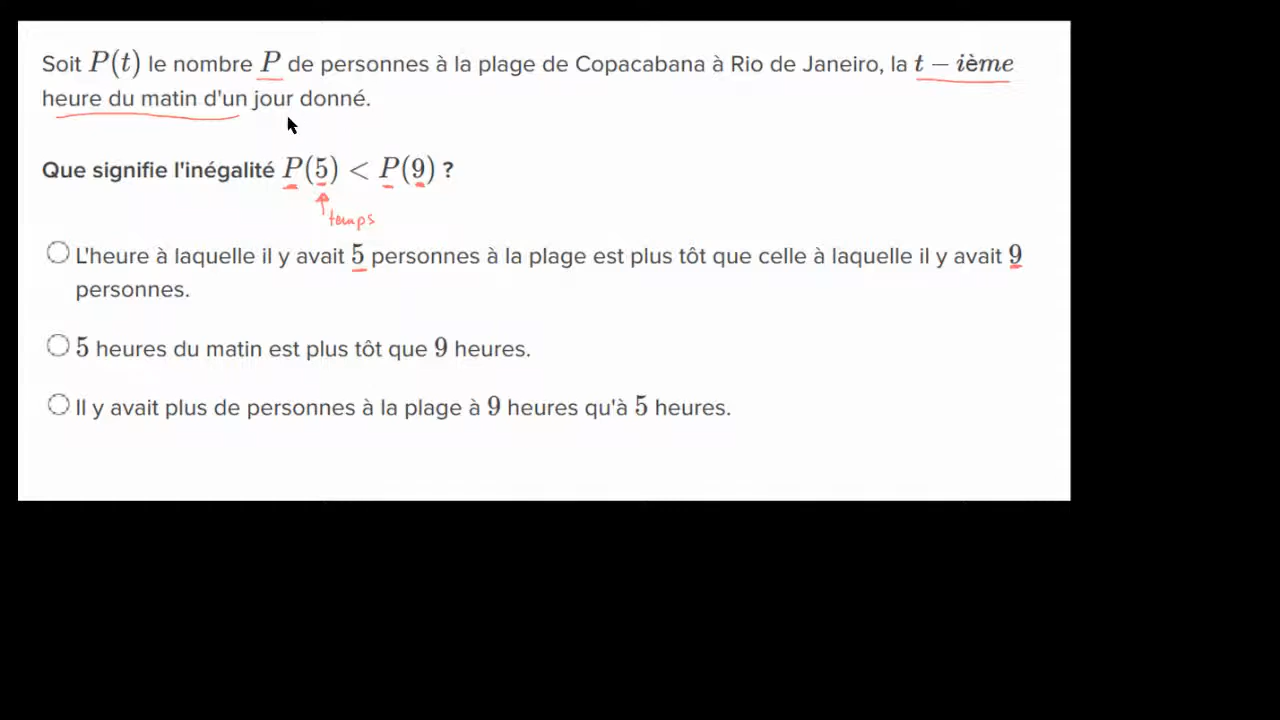 Soit P(t) le nombre P de personnes à la plage de Copacabana à Rio de Janeiro, la t − ième
heure du matin d'un jour donné.
Que signifie l'inégalité P(5) < P(9) ?
temps
L'heure à laquelle il y avait 5 personnes à la plage est plus tôt que celle à laquelle il y avait 9
personnes.
5 heures du matin est plus tôt que 9 heures.
Il y avait plus de personnes à la plage à 9 heures qu'à 5 heures.